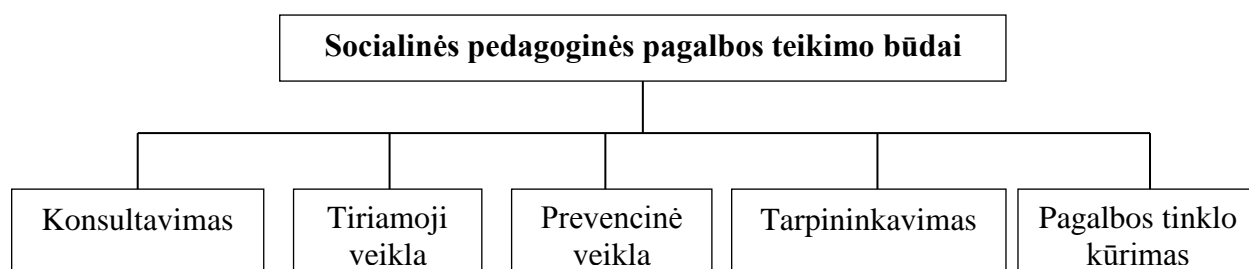 Socialinės pedagoginės pagalbos teikimo būdai
Konsultavimas
Tiriamoji
veikla
Prevencinė
veikla
Tarpininkavimas
Pagalbos tinklo
kūrimas